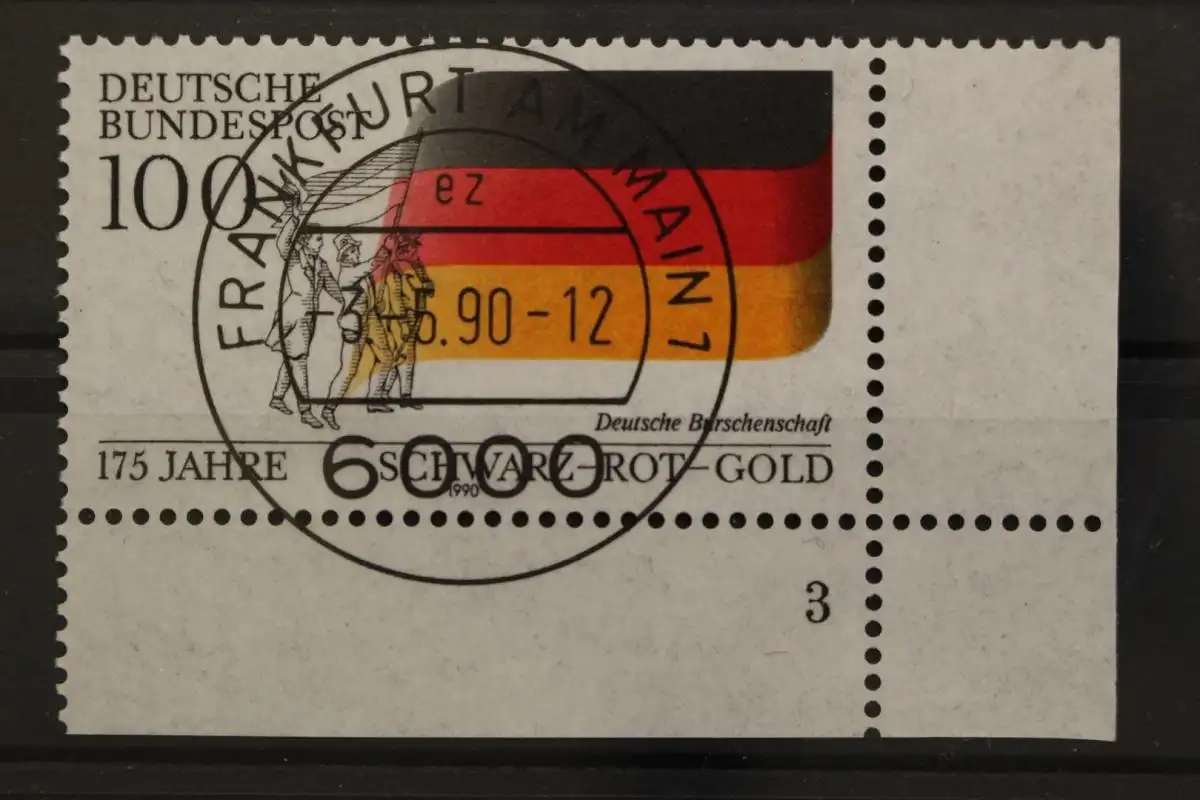 DEUTSCHE
BUNDESPOST
100
FRANKFURT AM MAIN 1
ez
-3.-5.90-12
6000
Deutsche Burschenschaft
175 JAHRE SCHWARZ-ROT-GOLD
1990
3